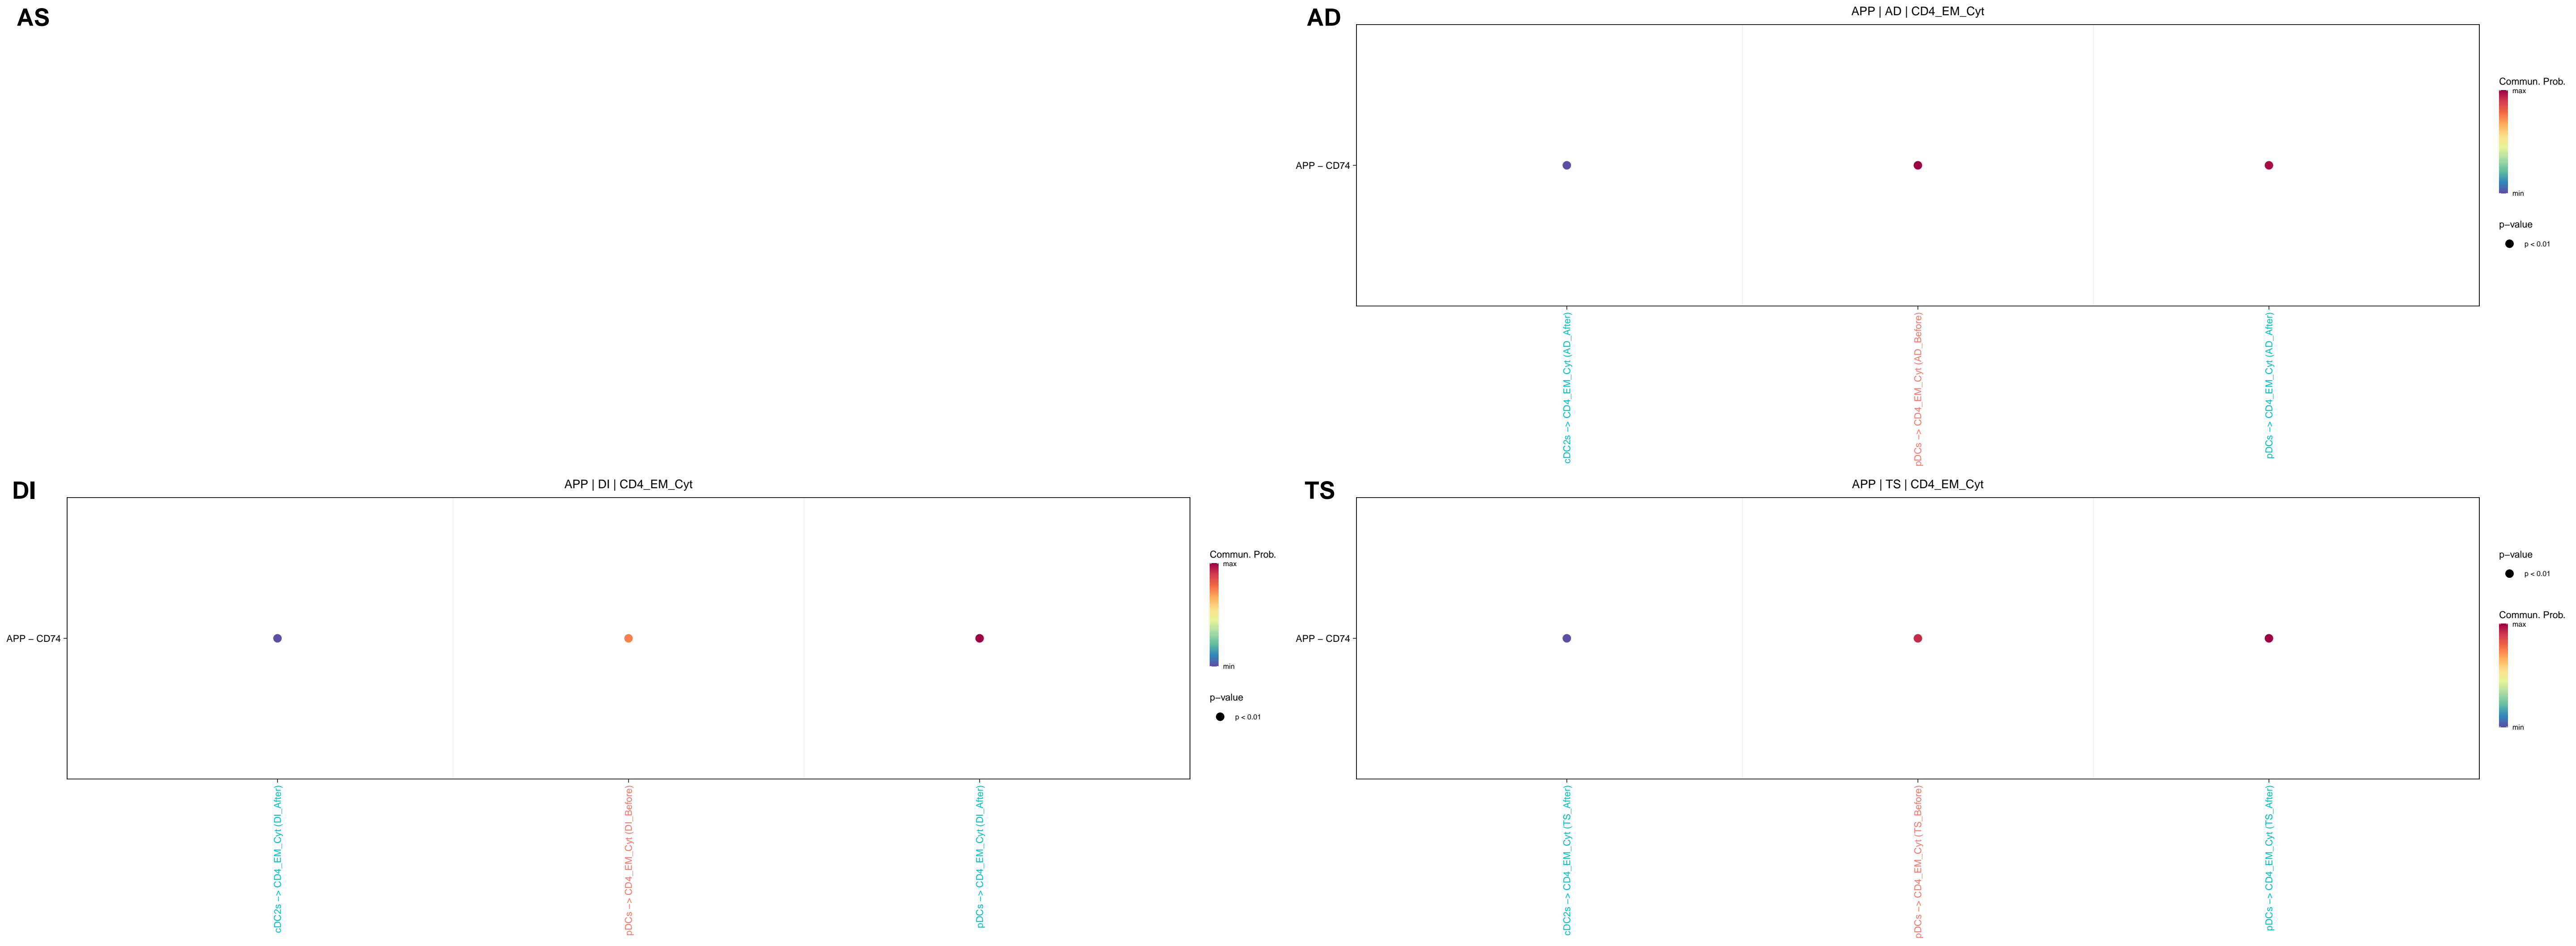 AS
AD
APP | AD | CD4_EM_Cyt
APP − CD74
Commun. Prob.
max
min
p−value
p < 0.01
cDC2s −> CD4_EM_Cyt (AD_After)
pDCs −> CD4_EM_Cyt (AD_Before)
pDCs −> CD4_EM_Cyt (AD_After)
DI
APP | DI | CD4_EM_Cyt
APP − CD74
Commun. Prob.
max
min
p−value
p < 0.01
cDC2s −> CD4_EM_Cyt (DI_After)
pDCs −> CD4_EM_Cyt (DI_Before)
pDCs −> CD4_EM_Cyt (DI_After)
TS
APP | TS | CD4_EM_Cyt
APP − CD74
p−value
p < 0.01
Commun. Prob.
max
min
cDC2s −> CD4_EM_Cyt (TS_After)
pDCs −> CD4_EM_Cyt (TS_Before)
pDCs −> CD4_EM_Cyt (TS_After)